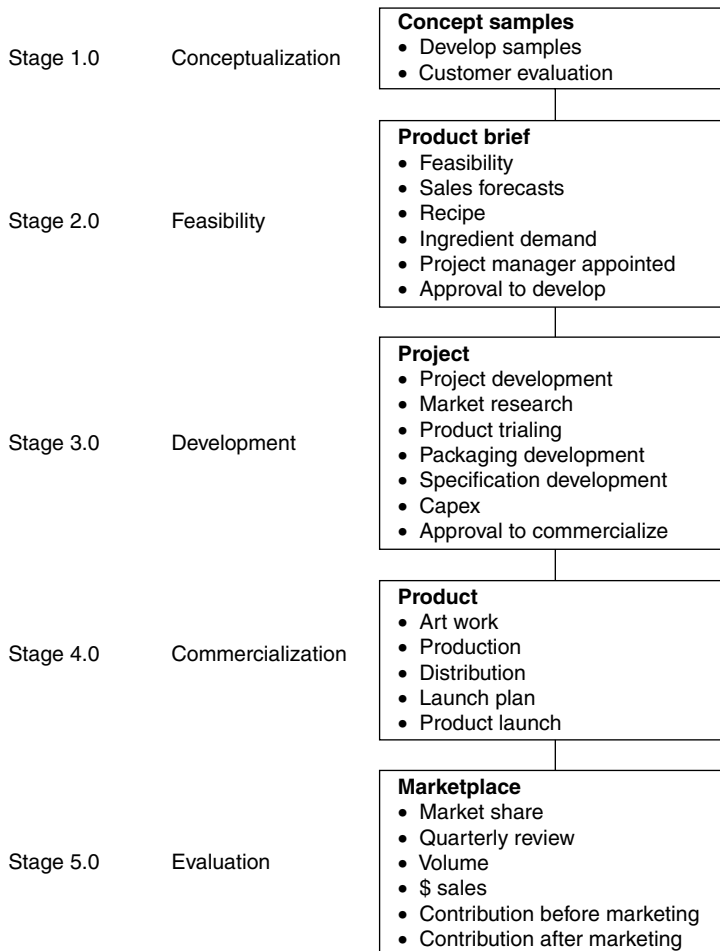 Concept samples
Stage 1.0 Conceptualization
• Develop samples
• Customer evaluation
Product brief
• Feasibility
• Sales forecasts
Stage 2.0 Feasibility
• Recipe
• Ingredient demand
• Project manager appointed
• Approval to develop
Project
• Project development
• Market research
• Product trialing
Stage 3.0 Development
• Packaging development
• Specification development
• Capex
• Approval to commercialize
Product
• Art work
• Production
Stage 4.0 Commercialization
• Distribution
• Launch plan
• Product launch
Marketplace
• Market share
• Quarterly review
Stage 5.0 Evaluation
• Volume
• $ sales
• Contribution before marketing
• Contribution after marketing